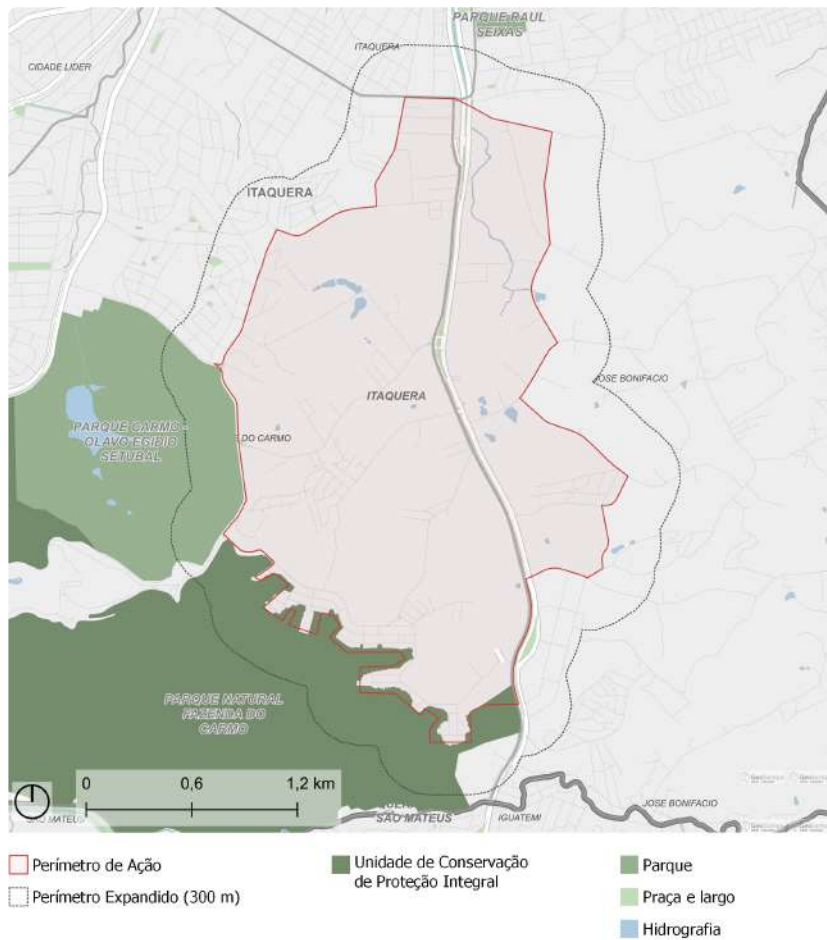 PARQUE RAUL
SEIXAS
ITAQUERA
CIDADE LIDER
ITAQUERA
JOSE BONIFACIO
ITAQUERA
PARQUE CARMO -
OLAVO EGIDIO
SETUBAL
DO CARMO
PARQUE NATURAL
FAZENDA DO
CARMO
0 0,6 1,2 km
SÃO MATEUS
IGUATEMI
JOSE BONIFACIO
Perímetro de Ação
Perímetro Expandido (300 m)
Unidade de Conservação
de Proteção Integral
Parque
Praça e largo
Hidrografia